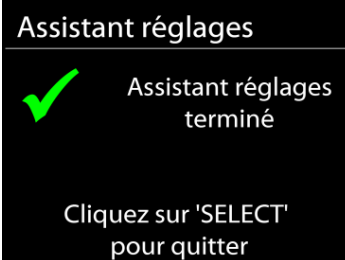 Assistant réglages
Assistant réglages
terminé
Cliquez sur 'SELECT'
pour quitter